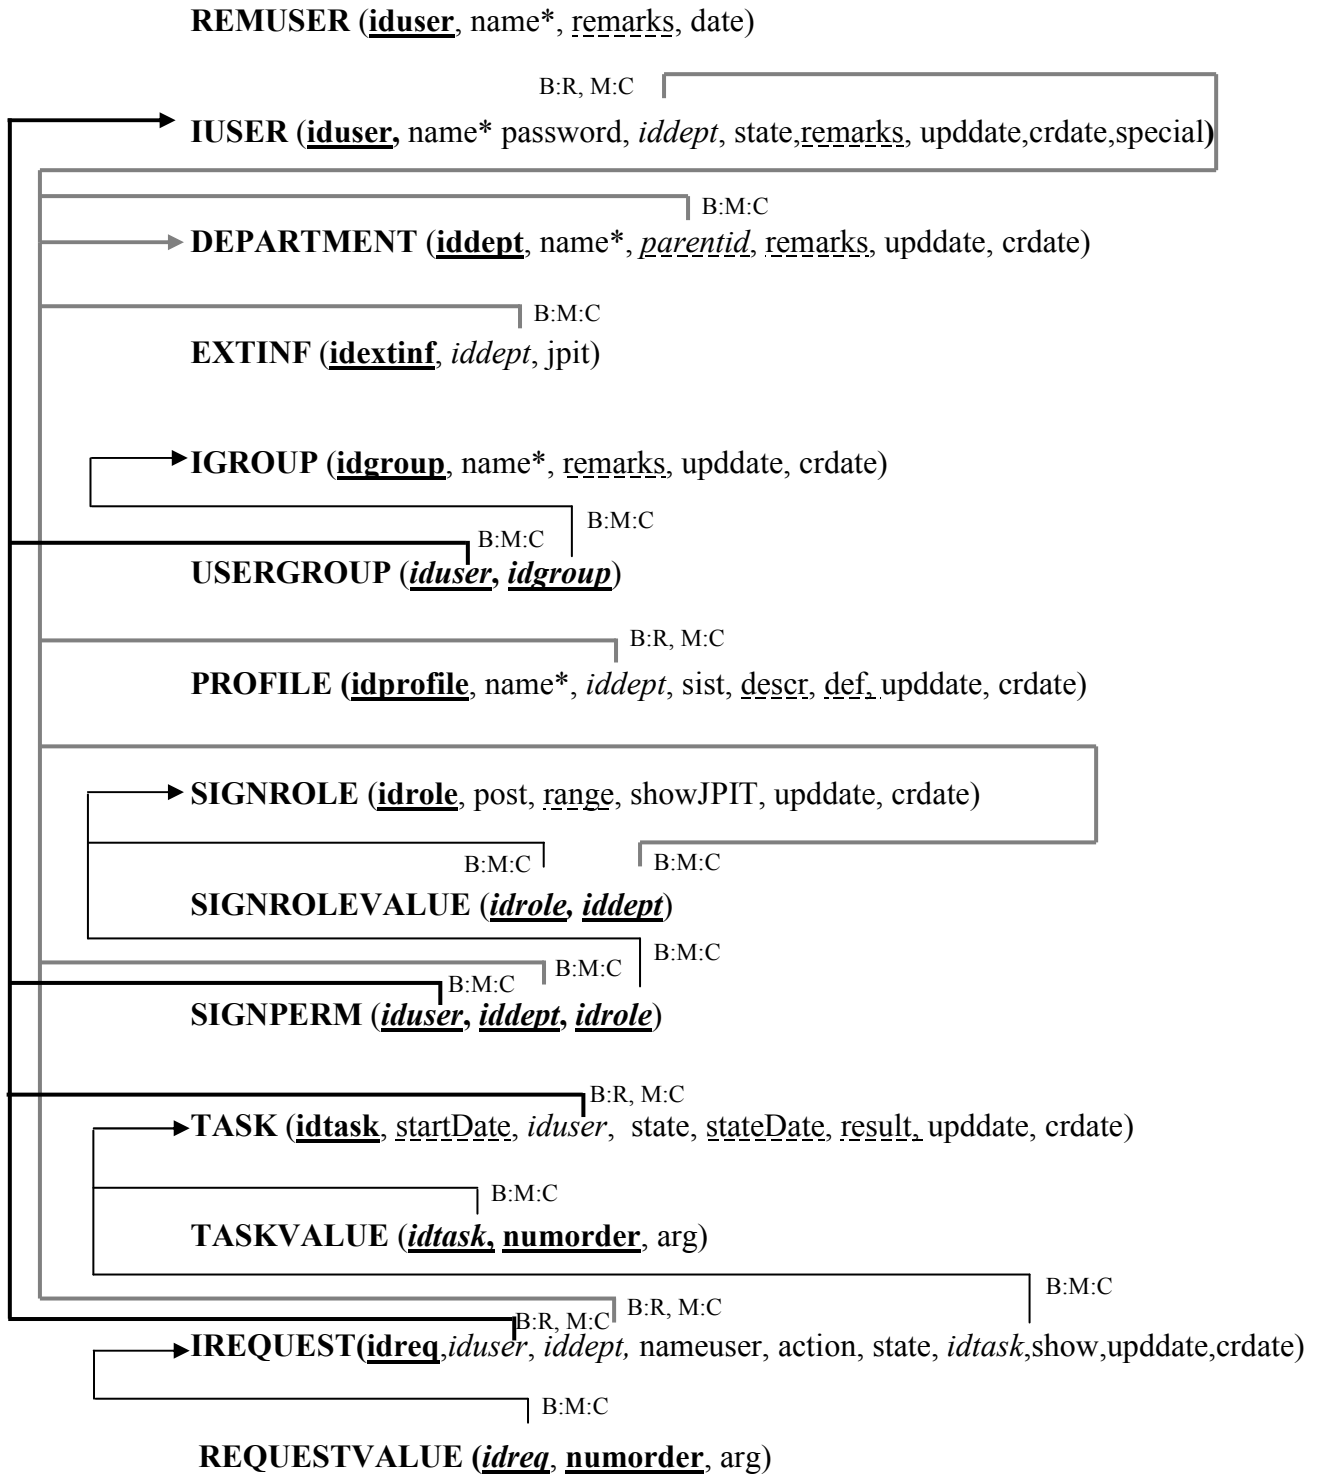 REMUSER (iduser, name*, remarks, date)
B:R, M:C
IUSER (iduser, name* password, iddept, state,remarks, upddate,crdate,special)
B:M:C
DEPARTMENT (iddept, name*, parentid, remarks, upddate, crdate)
B:M:C
EXTINF (idextinf, iddept, jpit)
IGROUP (idgroup, name*, remarks, upddate, crdate)
B:M:C
B:M:C
USERGROUP (iduser, idgroup)
B:R, M:C
PROFILE (idprofile, name*, iddept, sist, descr, def, upddate, crdate)
SIGNROLE (idrole, post, range, showJPIT, upddate, crdate)
B:M:C B:M:C
SIGNROLEVALUE (idrole, iddept)
B:M:C
B:M:C
B:M:C
SIGNPERM (iduser, iddept, idrole)
B:R, M:C
TASK (idtask, startDate, iduser, state, stateDate, result, upddate, crdate)
B:M:C
TASKVALUE (idtask, numorder, arg)
B:M:C
B:R, M:C
B:R, M:C
IREQUEST(idreq,iduser, iddept, nameuser, action, state, idtask,show,upddate,crdate)
B:M:C
REQUESTVALUE (idreq, numorder, arg)